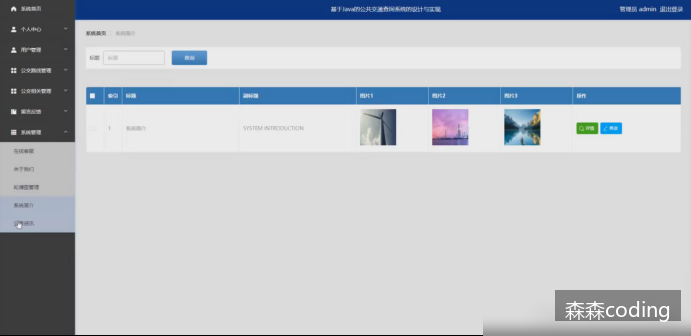 系统首页
基于Java的公共交通查询系统的设计与实现
管理员 admin 退出登录
个人中心
用户管理
公交路线管理
公交相关管理
留言反馈
系统管理
在线客服
关于我们
轮播图管理
系统简介
公告资讯
系统首页 系统简介
标题 标题 查询
索引 标题 副标题 图片1 图片2 图片3 操作
1 系统简介 SYSTEM INTRODUCTION 详情 修改
森森coding